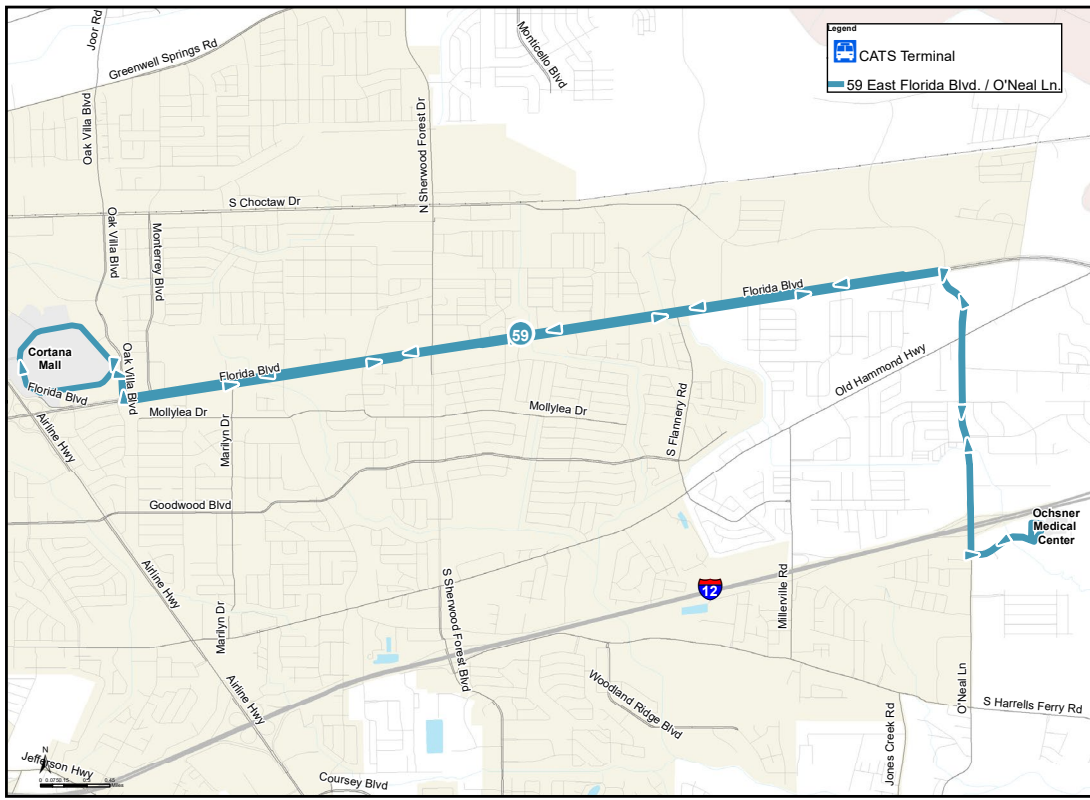 Legend
CATS Terminal
59 East Florida Blvd. / O'Neal Ln.
Joor Rd
Greenwell Springs Rd
Monticello Blvd
Oak Villa Blvd
N Sherwood Forest Dr
S Choctaw Dr
Oak Villa Blvd
Monterrey Blvd
Florida Blvd
59
Old Hammond Hwy
Cortana
Mall
Oak Villa Blvd
Florida Blvd
Florida Blvd
Mollylea Dr
Mollylea Dr
Marilyn Dr
S Flannery Rd
Airline Hwy
Goodwood Blvd
Ochsner
Medical
Center
Airline Hwy
12
Millerville Rd
Marilyn Dr
S Sherwood Forest Blvd
Airline Hwy
Woodland Ridge Blvd
O'Neal Ln
S Harrells Ferry Rd
Jones Creek Rd
N
Jefferson Hwy
Coursey Blvd
Miles